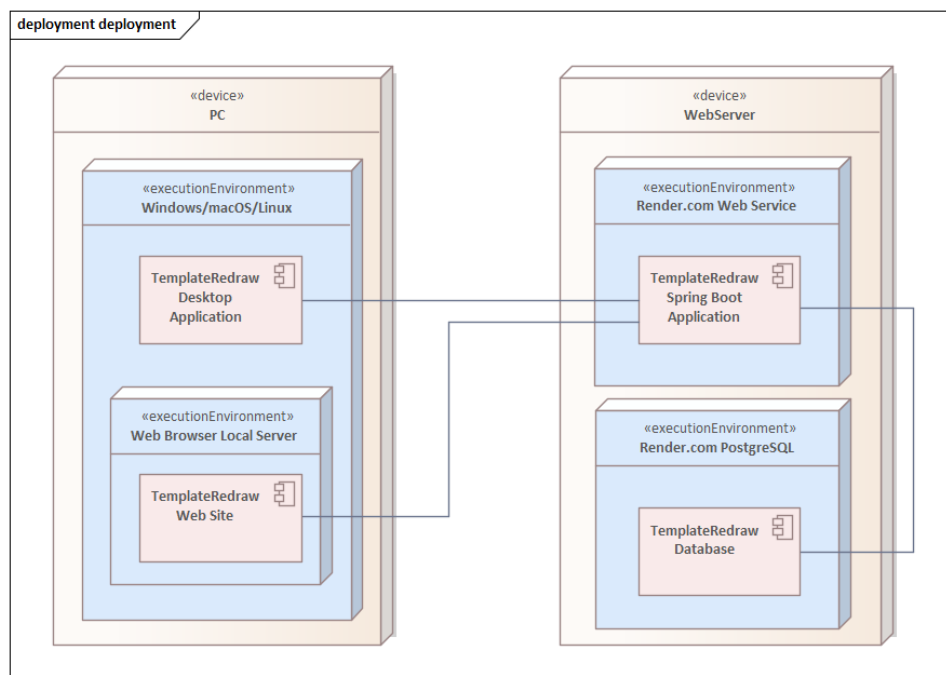 deployment deployment
«device»
PC
«executionEnvironment»
Windows/macOS/Linux
TemplateRedraw
Desktop
Application
«executionEnvironment»
Web Browser Local Server
TemplateRedraw
Web Site
«device»
WebServer
«executionEnvironment»
Render.com Web Service
TemplateRedraw
Spring Boot
Application
«executionEnvironment»
Render.com PostgreSQL
TemplateRedraw
Database